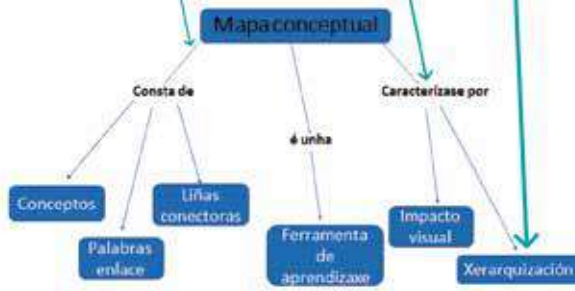 Mapa conceptual
Consta de
Caracterízase por
é unha
Conceptos
Liñas
conectoras
Palabras
enlace
Ferramenta
de
aprendizaxe
Impacto
visual
Xerarquización